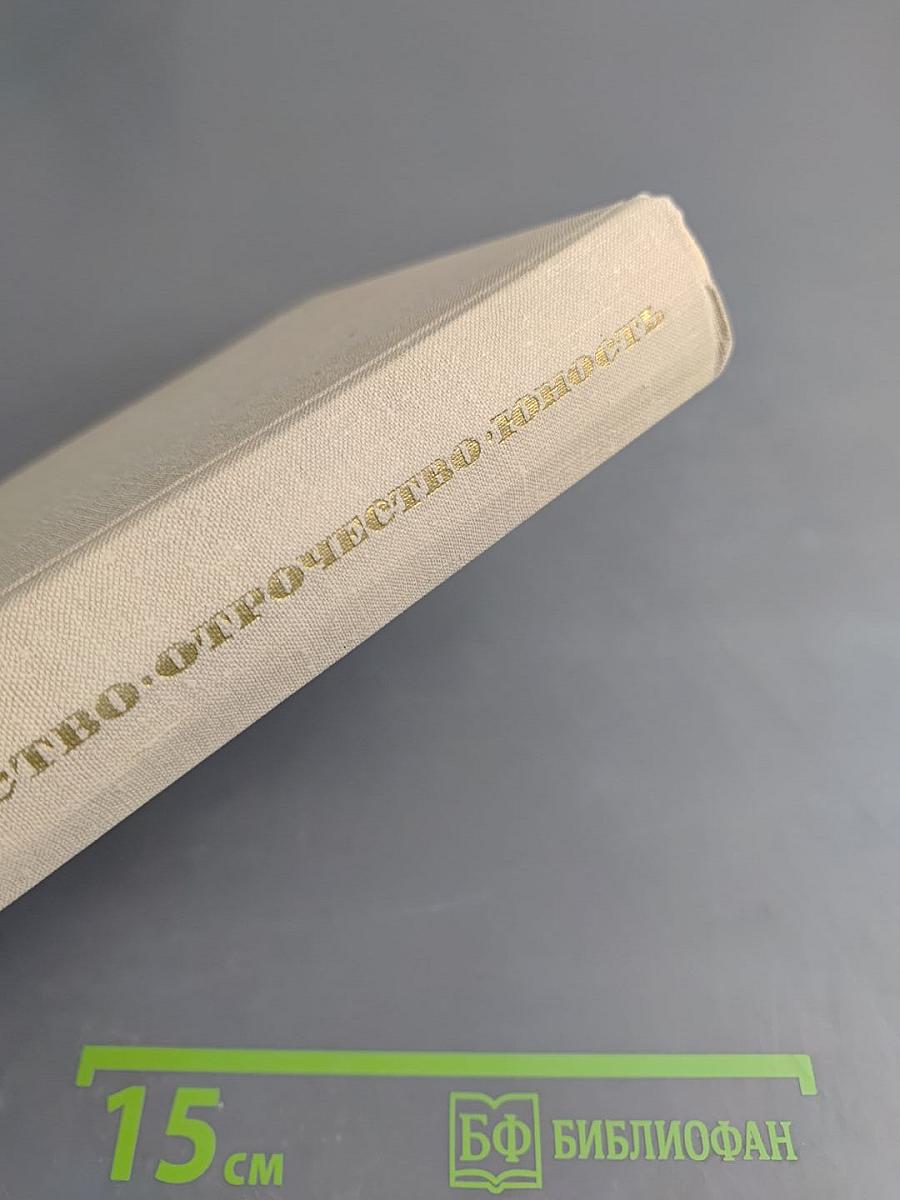 СТВО·ОТРОЧЕСТВО·ЮНОСТЬ
15 см
БФ БИБЛИОФАН